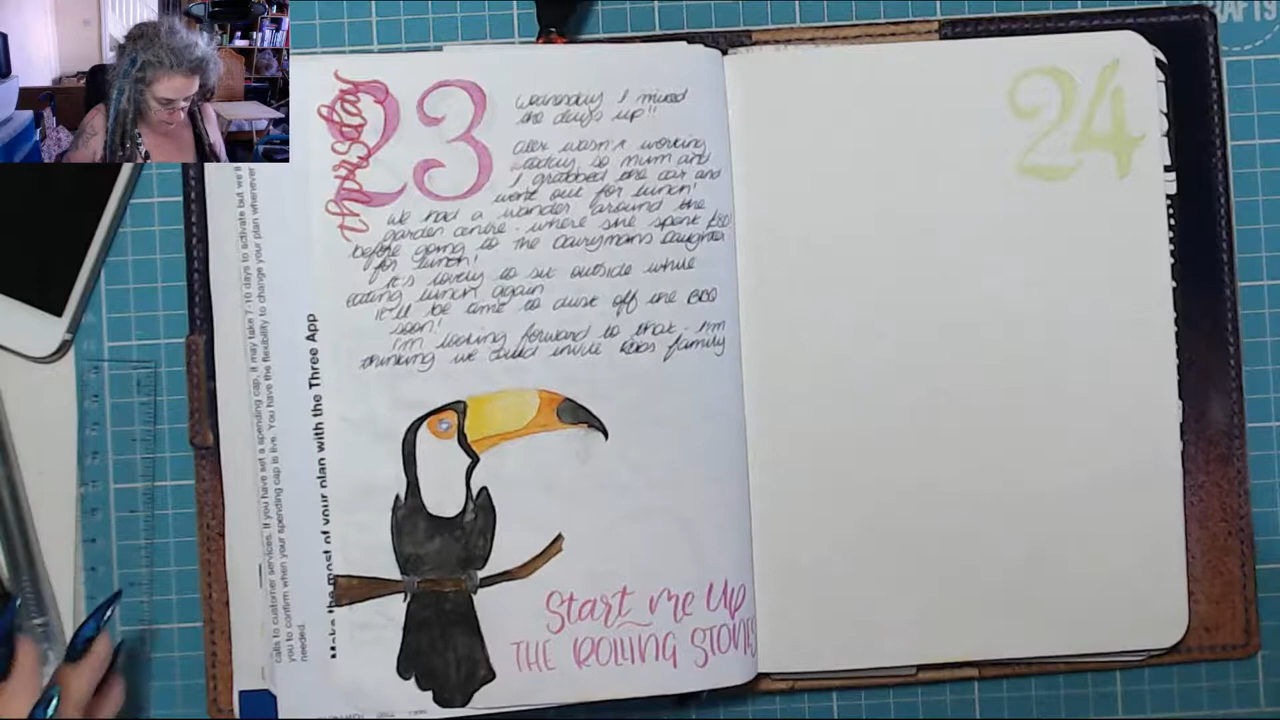 CRAFT
thursday
23
wednesday I mixed
the days up!!
Alex wasn't working
today, so mum and
I grabbed the car and
went out for lunch!
we had a wander around the
garden centre - where she spent £80
before going to the Dairymans Daughter
for lunch!
It's lovely to sit outside while
eating lunch again
It'll be time to dust off the BBQ
soon!
I'm looking forward to that - I'm
thinking we could invite family
Start me Up
THE ROLLING STONES
24
calls to customer services. If you have set a spending cap, it may take 7-10 days to activate but we'll
you to confirm when your spending cap is live. You have the flexibility to change your plan whenever
needed.
Make the most of your plan with the Three App